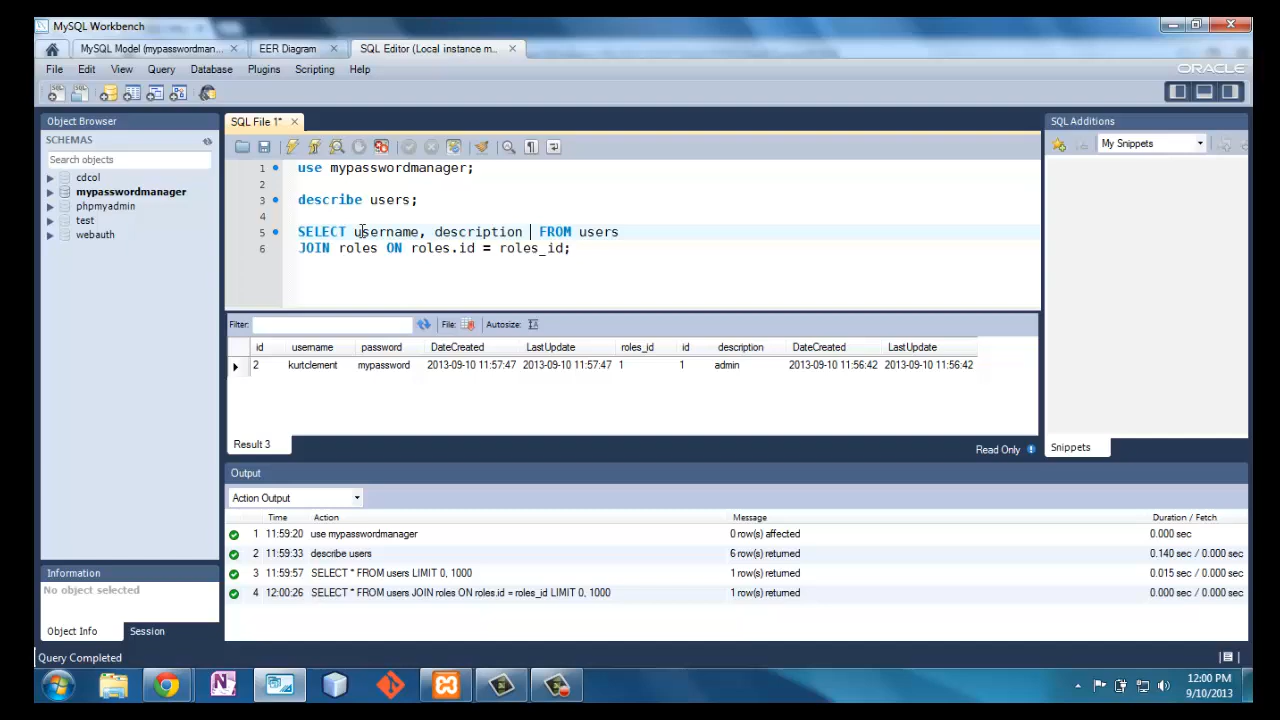 MySQL Workbench
MySQL Model (mypasswordman...
EER Diagram
SQL Editor (Local instance m...
File Edit View Query Database Plugins Scripting Help
ORACLE
Object Browser
SCHEMAS
Search objects
cdcol
mypasswordmanager
phpmyadmin
test
webauth
Information
No object selected
Object Info Session
SQL File 1*
1 use mypasswordmanager;
2
3 describe users;
4
5 SELECT username, description FROM users
6 JOIN roles ON roles.id = roles_id;
Filter: File: Autosize:
id username password DateCreated LastUpdate roles_id id description DateCreated LastUpdate
2 kurtclement mypassword 2013-09-10 11:57:47 2013-09-10 11:57:47 1 1 admin 2013-09-10 11:56:42 2013-09-10 11:56:42
Result 3
Read Only
SQL Additions
My Snippets
Snippets
Output
Action Output
Time Action Message Duration / Fetch
1 11:59:20 use mypasswordmanager 0 row(s) affected 0.000 sec
2 11:59:33 describe users 6 row(s) returned 0.140 sec / 0.000 sec
3 11:59:57 SELECT * FROM users LIMIT 0, 1000 1 row(s) returned 0.015 sec / 0.000 sec
4 12:00:26 SELECT * FROM users JOIN roles ON roles.id = roles_id LIMIT 0, 1000 1 row(s) returned 0.000 sec / 0.000 sec
Query Completed
12:00 PM
9/10/2013